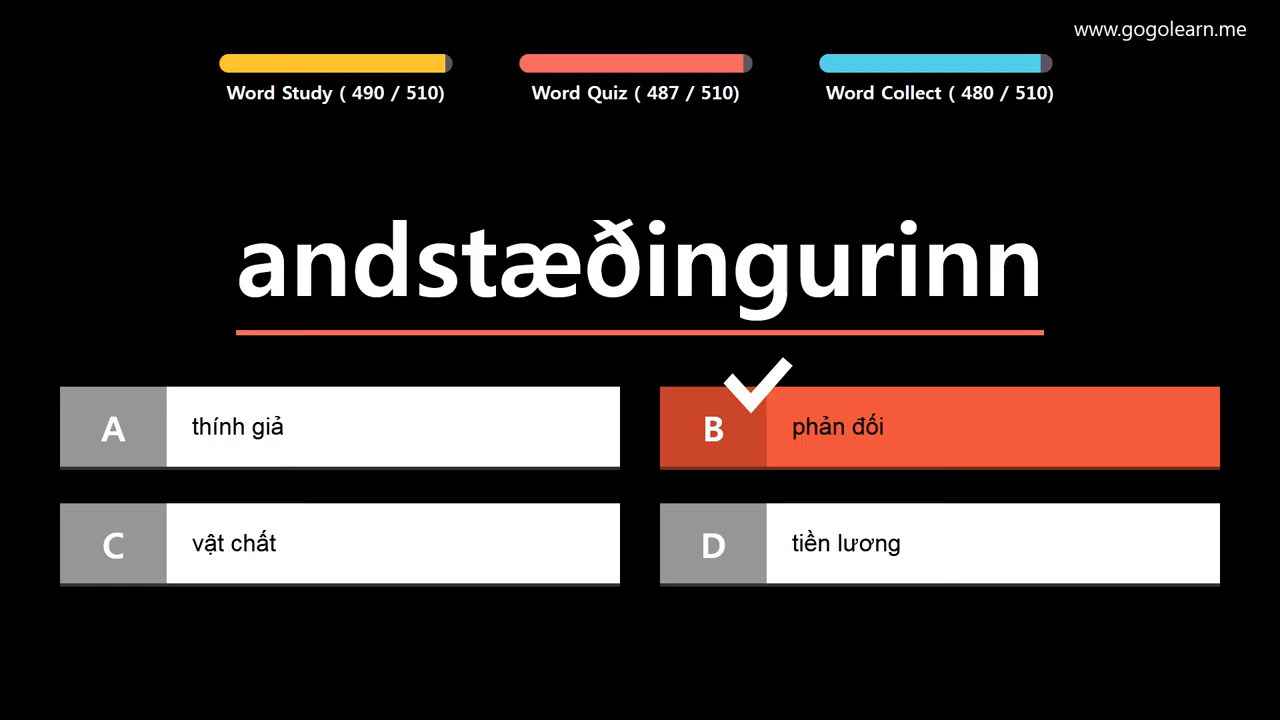 www.gogolearn.me
Word Study ( 490 / 510)
Word Quiz ( 487 / 510)
Word Collect ( 480 / 510)
andstæðingurinn
A thính giả
B phản đối
C vật chất
D tiền lương